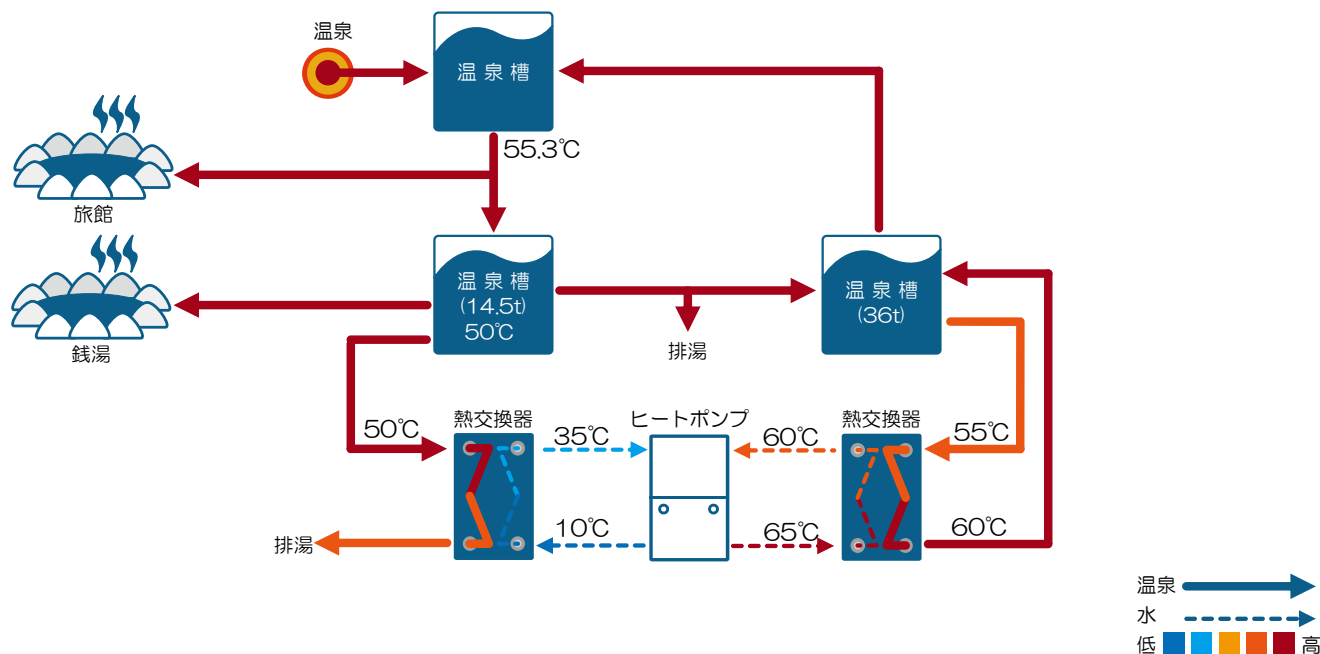 温泉
温泉槽
55.3℃
旅館
温泉槽
(14.5t)
50℃
温泉槽
(36t)
銭湯
排湯
熱交換器
ヒートポンプ
熱交換器
50℃
35℃
60℃
55℃
10℃
65℃
60℃
排湯
温泉
水
低
高